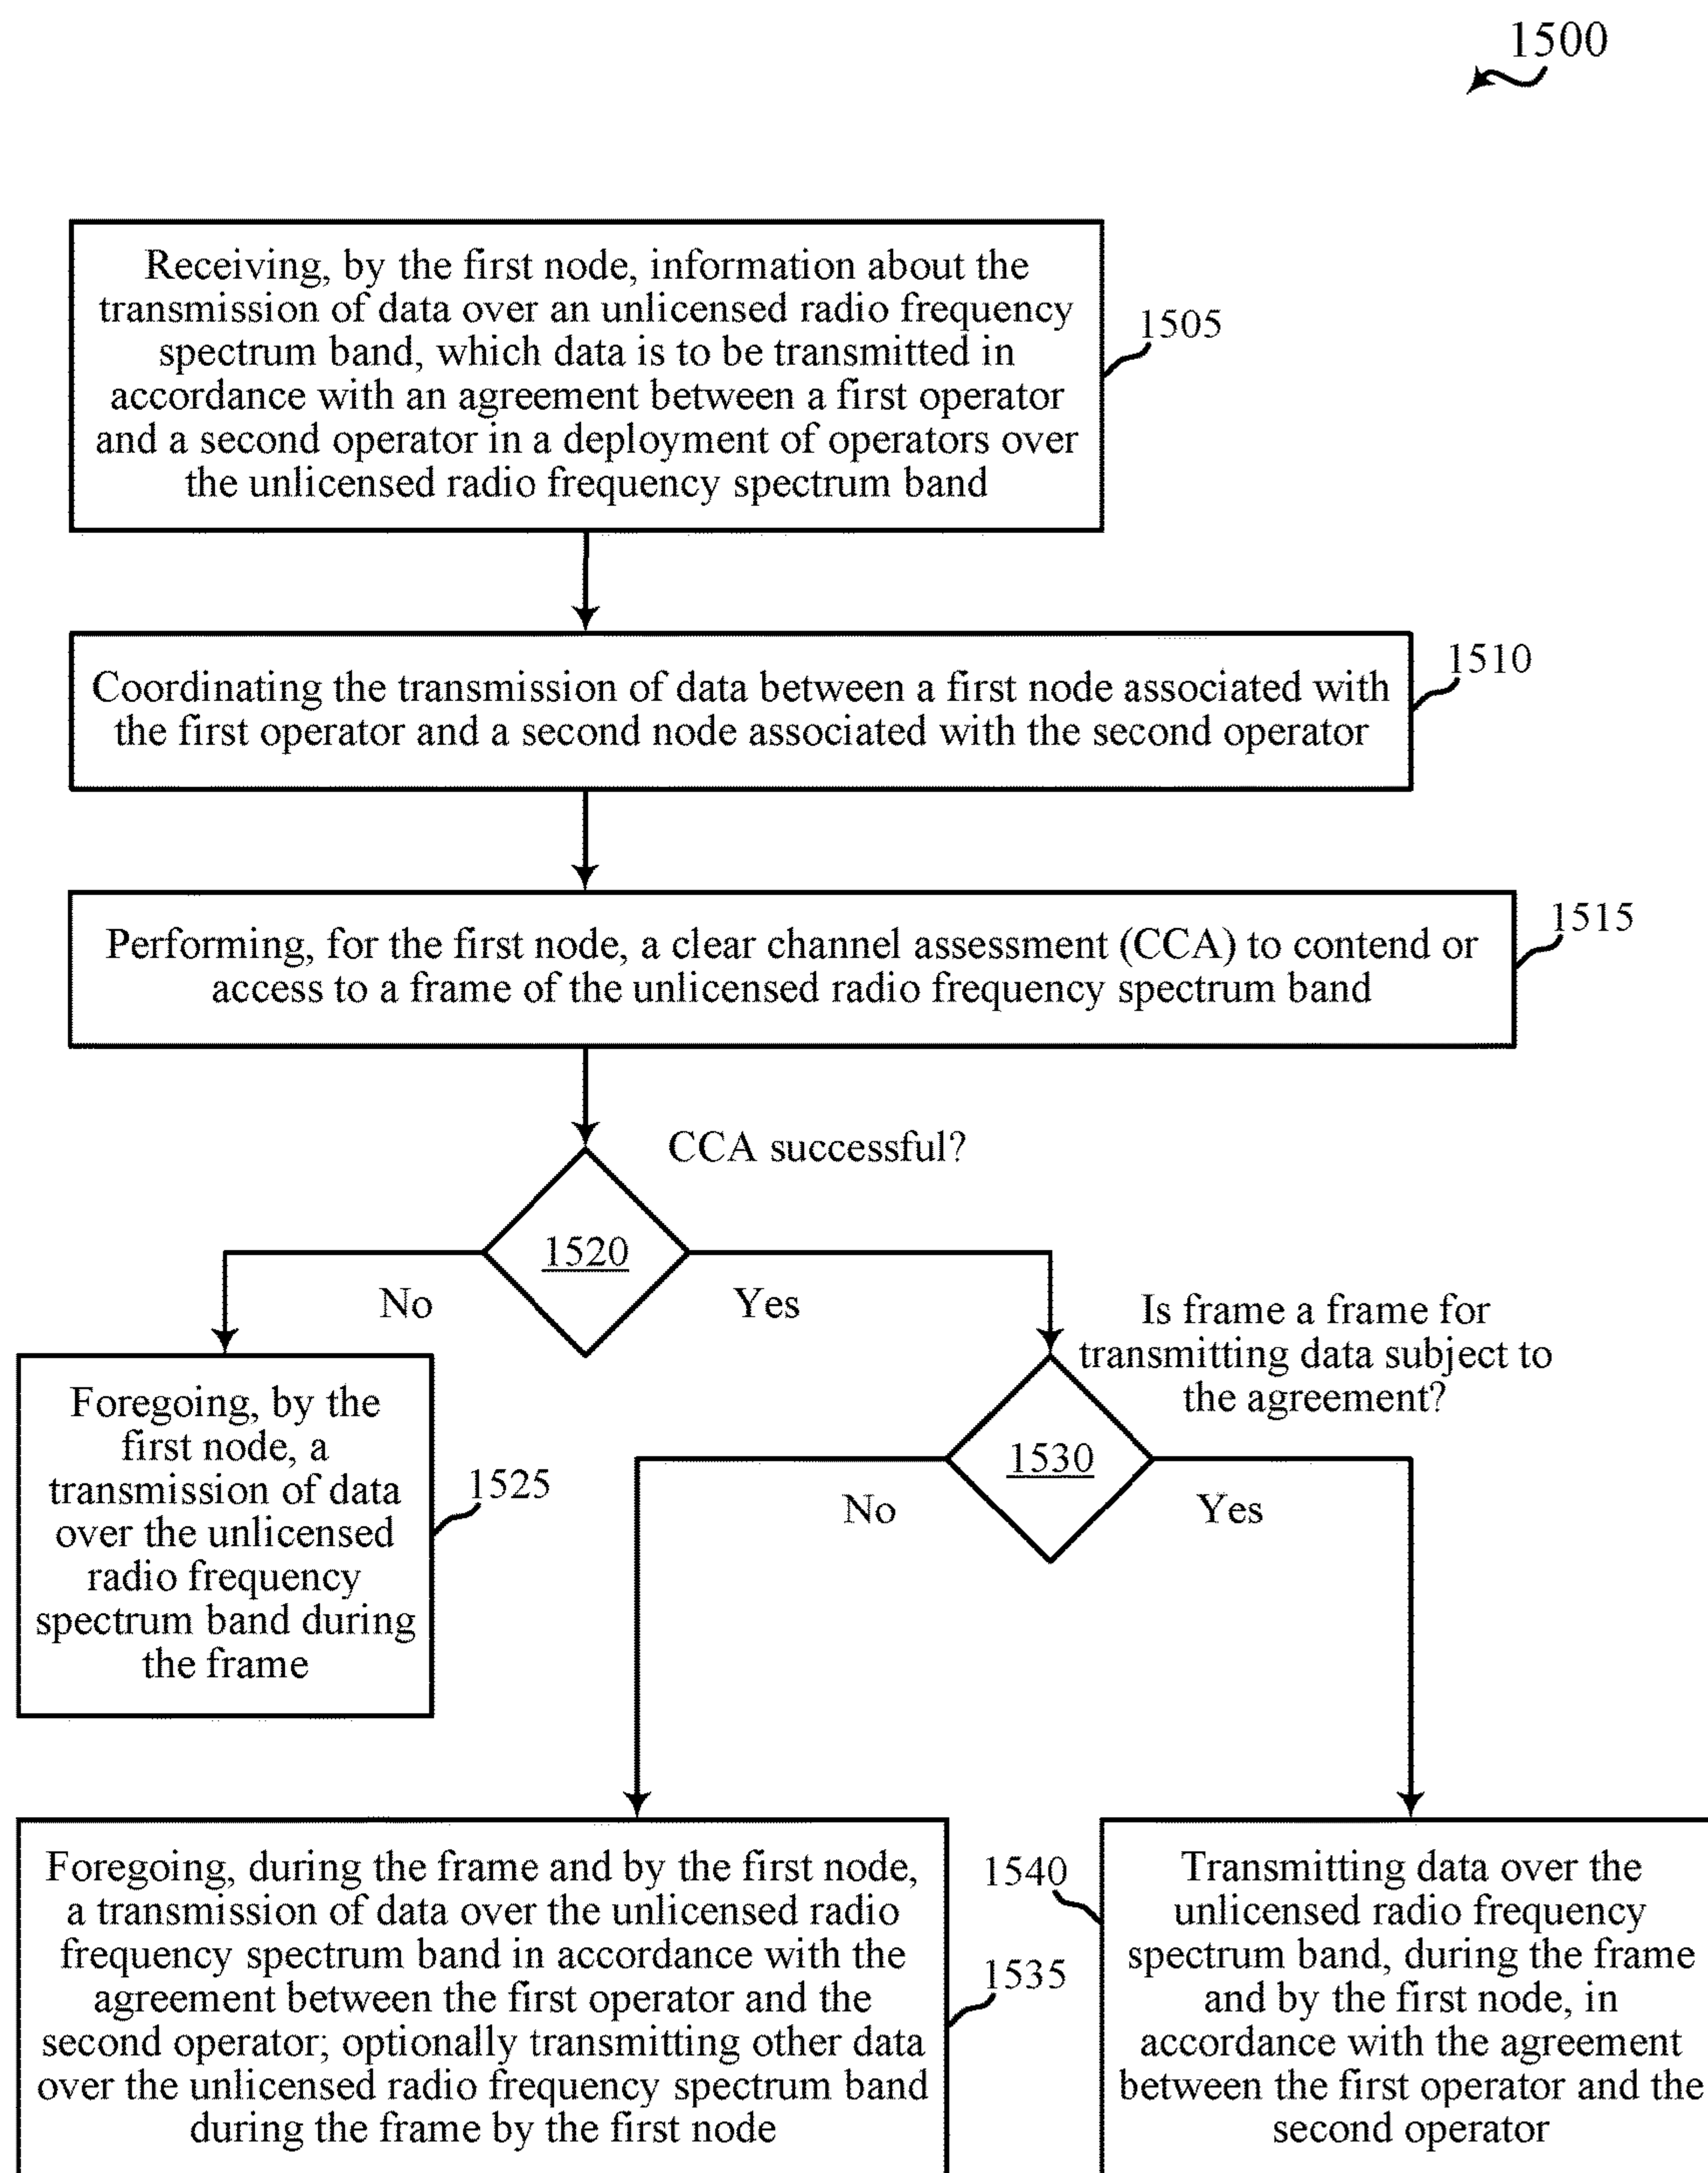 1500
Receiving, by the first node, information about the
transmission of data over an unlicensed radio frequency
spectrum band, which data is to be transmitted in
accordance with an agreement between a first operator
and a second operator in a deployment of operators over
the unlicensed radio frequency spectrum band
1505
Coordinating the transmission of data between a first node associated with
the first operator and a second node associated with the second operator
1510
Performing, for the first node, a clear channel assessment (CCA) to contend or
access to a frame of the unlicensed radio frequency spectrum band
1515
CCA successful?
1520
No
Yes
Is frame a frame for
transmitting data subject to
the agreement?
Foregoing, by the
first node, a
transmission of data
over the unlicensed
radio frequency
spectrum band during
the frame
1525
1530
No
Yes
Foregoing, during the frame and by the first node,
a transmission of data over the unlicensed radio
frequency spectrum band in accordance with the
agreement between the first operator and the
second operator; optionally transmitting other data
over the unlicensed radio frequency spectrum band
during the frame by the first node
1535
1540
Transmitting data over the
unlicensed radio frequency
spectrum band, during the frame
and by the first node, in
accordance with the agreement
between the first operator and the
second operator